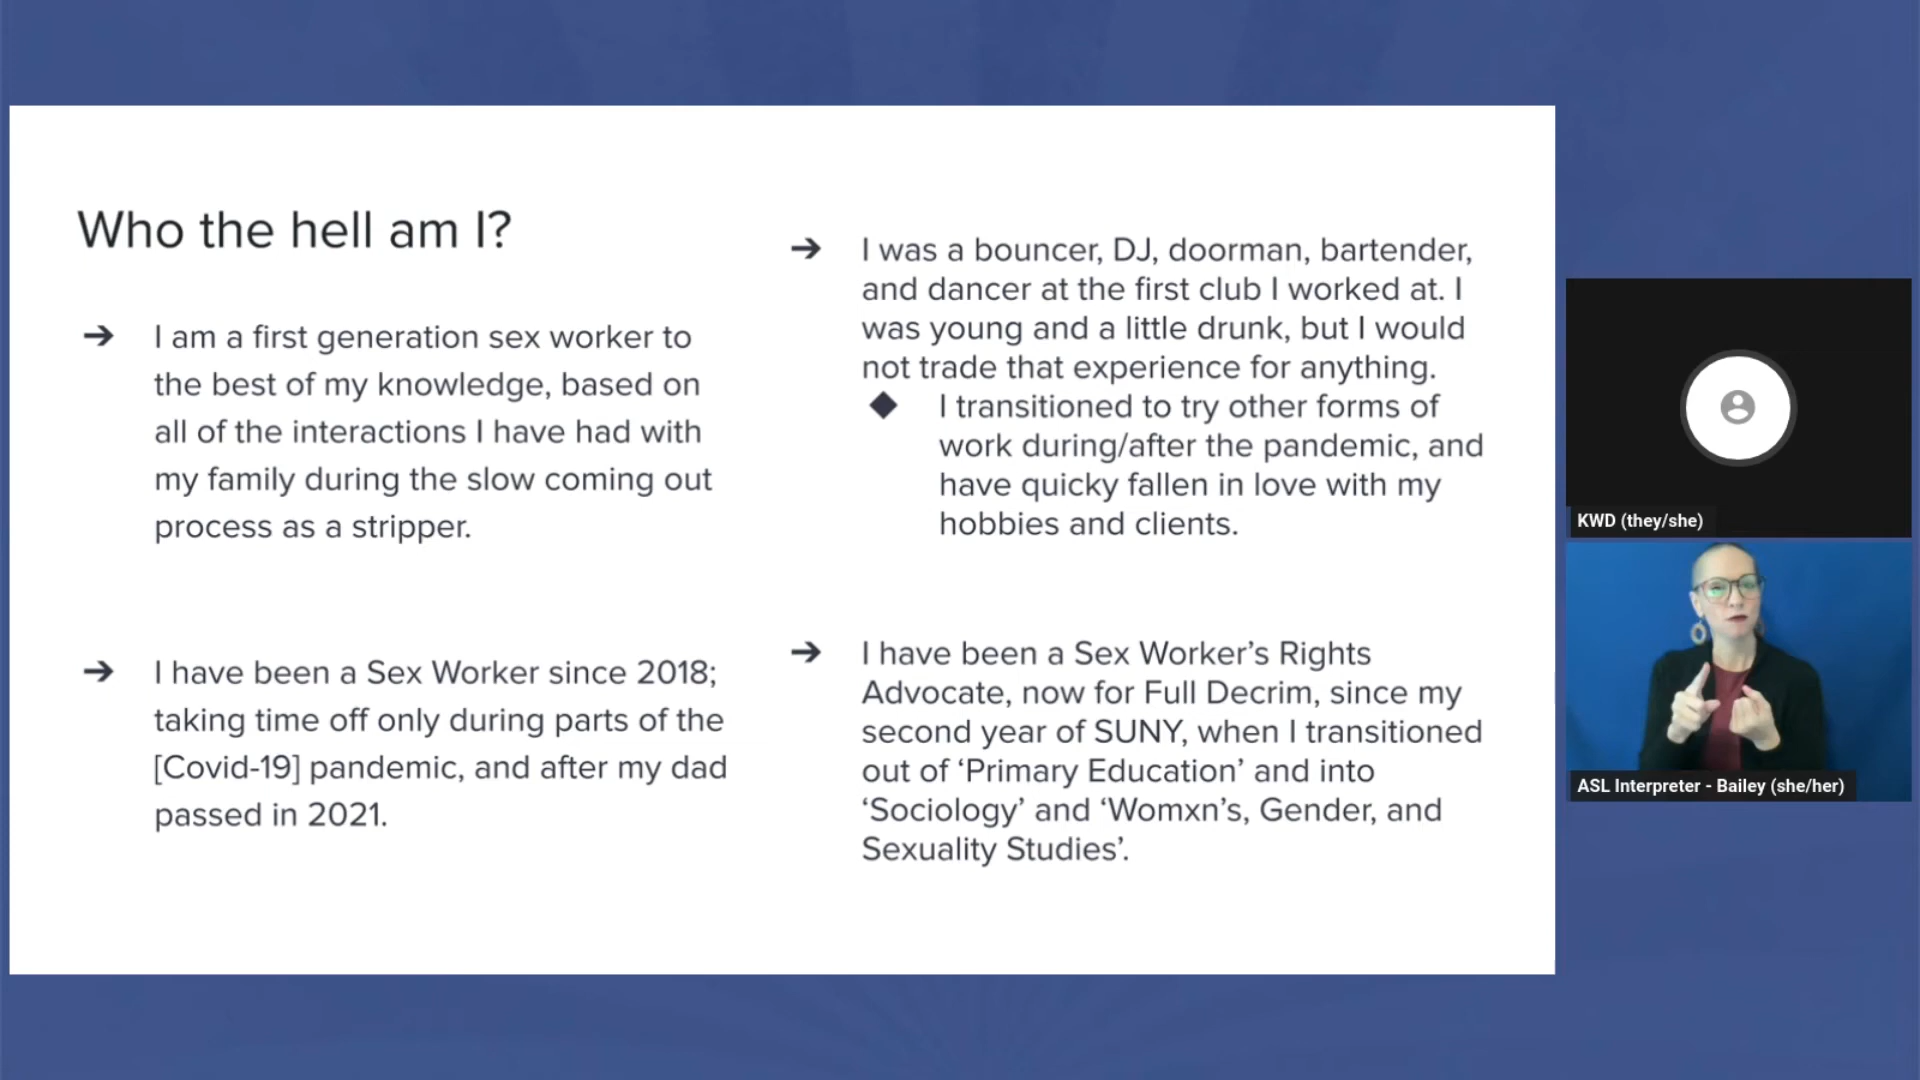 Who the hell am I?
➔ I am a first generation sex worker to
the best of my knowledge, based on
all of the interactions I have had with
my family during the slow coming out
process as a stripper.
➔ I have been a Sex Worker since 2018;
taking time off only during parts of the
[Covid-19] pandemic, and after my dad
passed in 2021.
➔ I was a bouncer, DJ, doorman, bartender,
and dancer at the first club I worked at. I
was young and a little drunk, but I would
not trade that experience for anything.
◆ I transitioned to try other forms of
work during/after the pandemic, and
have quicky fallen in love with my
hobbies and clients.
➔ I have been a Sex Worker’s Rights
Advocate, now for Full Decrim, since my
second year of SUNY, when I transitioned
out of ‘Primary Education’ and into
‘Sociology’ and ‘Womxn’s, Gender, and
Sexuality Studies’.
KWD (they/she)
ASL Interpreter - Bailey (she/her)